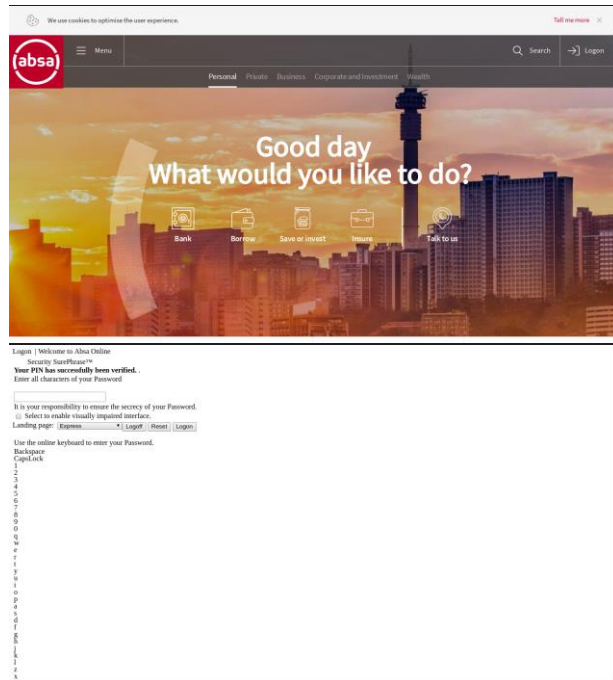 We use cookies to optimise the user experience.
Tell me more
(absa)
Menu
Search
Logon
Personal Private Business Corporate and Investment Wealth
Good day
What would you like to do?
Bank Borrow Save or invest Insure Talk to us
Logon | Welcome to Absa Online
Security SurePhrase™
Your PIN has successfully been verified. .
Enter all characters of your Password
It is your responsibility to ensure the secrecy of your Password.
Select to enable visually impaired interface.
Landing page: Express Logoff Reset Logon
Use the online keyboard to enter your Password.
Backspace
CapsLock
1
2
3
4
5
6
7
8
9
0
q
w
e
r
t
y
u
i
o
p
a
s
d
f
g
h
j
k
l
z
x